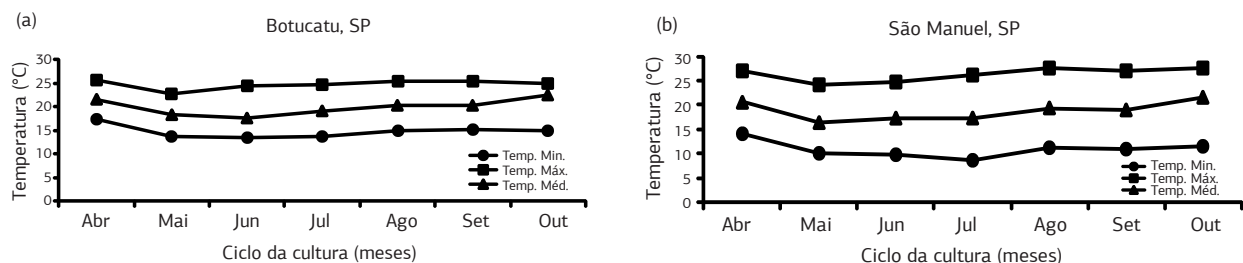 (a)
Botucatu, SP
Temperatura (°C)
30
25
20
15
10
5
0
Temp. Min.
Temp. Máx.
Temp. Méd.
Abr Mai Jun Jul Ago Set Out
Ciclo da cultura (meses)
(b)
São Manuel, SP
Temperatura (°C)
30
25
20
15
10
5
0
Temp. Min.
Temp. Máx.
Temp. Méd.
Abr Mai Jun Jul Ago Set Out
Ciclo da cultura (meses)